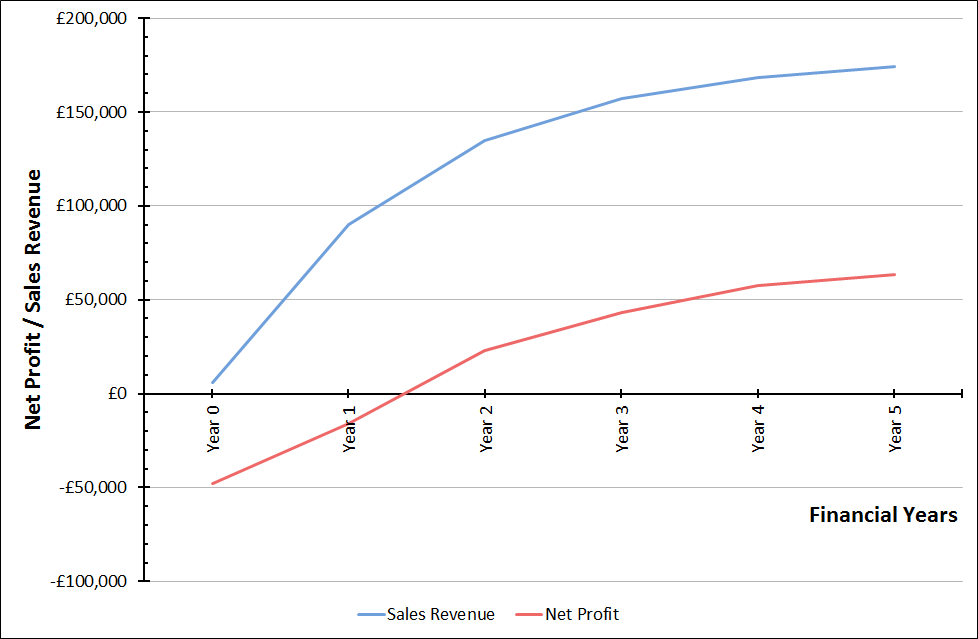 £200,000
£150,000
£100,000
£50,000
£0
-£50,000
-£100,000
Net Profit / Sales Revenue
Year 0
Year 1
Year 2
Year 3
Year 4
Year 5
Financial Years
Sales Revenue
Net Profit